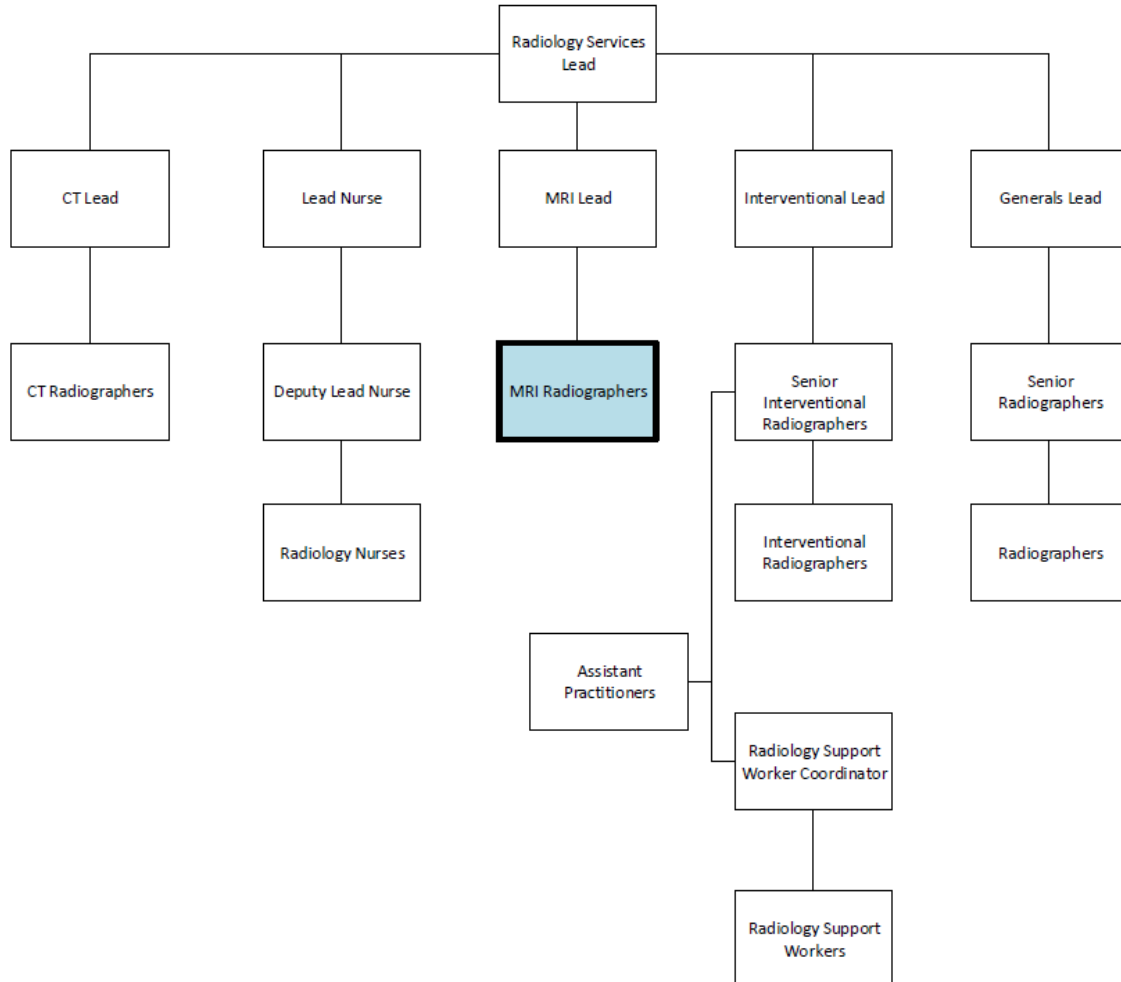 Radiology Services
Lead
CT Lead
Lead Nurse
MRI Lead
Interventional Lead
Generals Lead
CT Radiographers
Deputy Lead Nurse
MRI Radiographers
Senior
Interventional
Radiographers
Senior
Radiographers
Radiology Nurses
Interventional
Radiographers
Radiographers
Assistant
Practitioners
Radiology Support
Worker Coordinator
Radiology Support
Workers